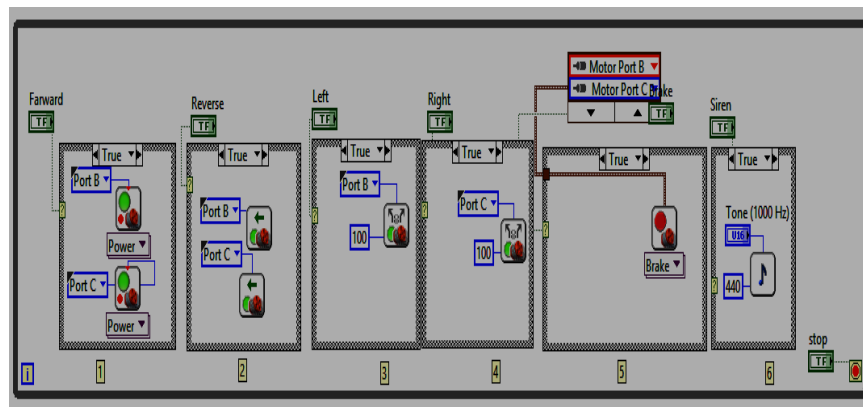 Motor Port B
Motor Port C
Farward
TF
Reverse
TF
Left
TF
Right
TF
Brake
TF
Siren
TF
True
Port B
Power
Port C
Power
True
Port B
Port C
True
Port B
100
True
Port C
100
True
Brake
True
Tone (1000 Hz)
U16
440
stop
TF
i
1
2
3
4
5
6